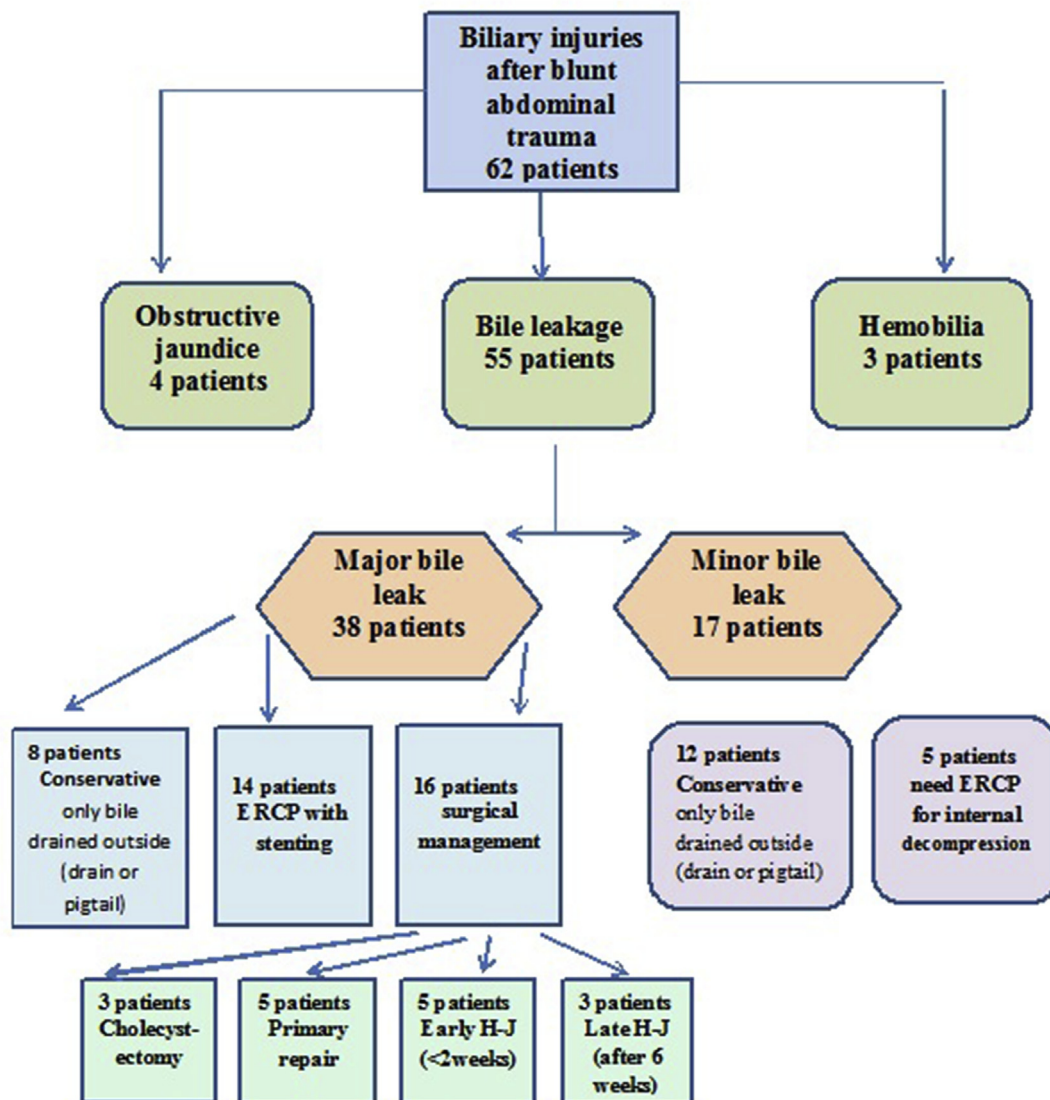 Biliary injuries
after blunt
abdominal
trauma
62 patients
Obstructive
jaundice
4 patients
Bile leakage
55 patients
Hemobilia
3 patients
Major bile
leak
38 patients
Minor bile
leak
17 patients
8 patients
Conservative
only bile
drained outside
(drain or
pigtail)
14 patients
ERCP with
stenting
16 patients
surgical
management
12 patients
Conservative
only bile
drained outside
(drain or pigtail)
5 patients
need ERCP
for internal
decompression
3 patients
Cholecyst-
ectomy
5 patients
Primary
repair
5 patients
Early H-J
(<2weeks)
3 patients
Late H-J
(after 6
weeks)